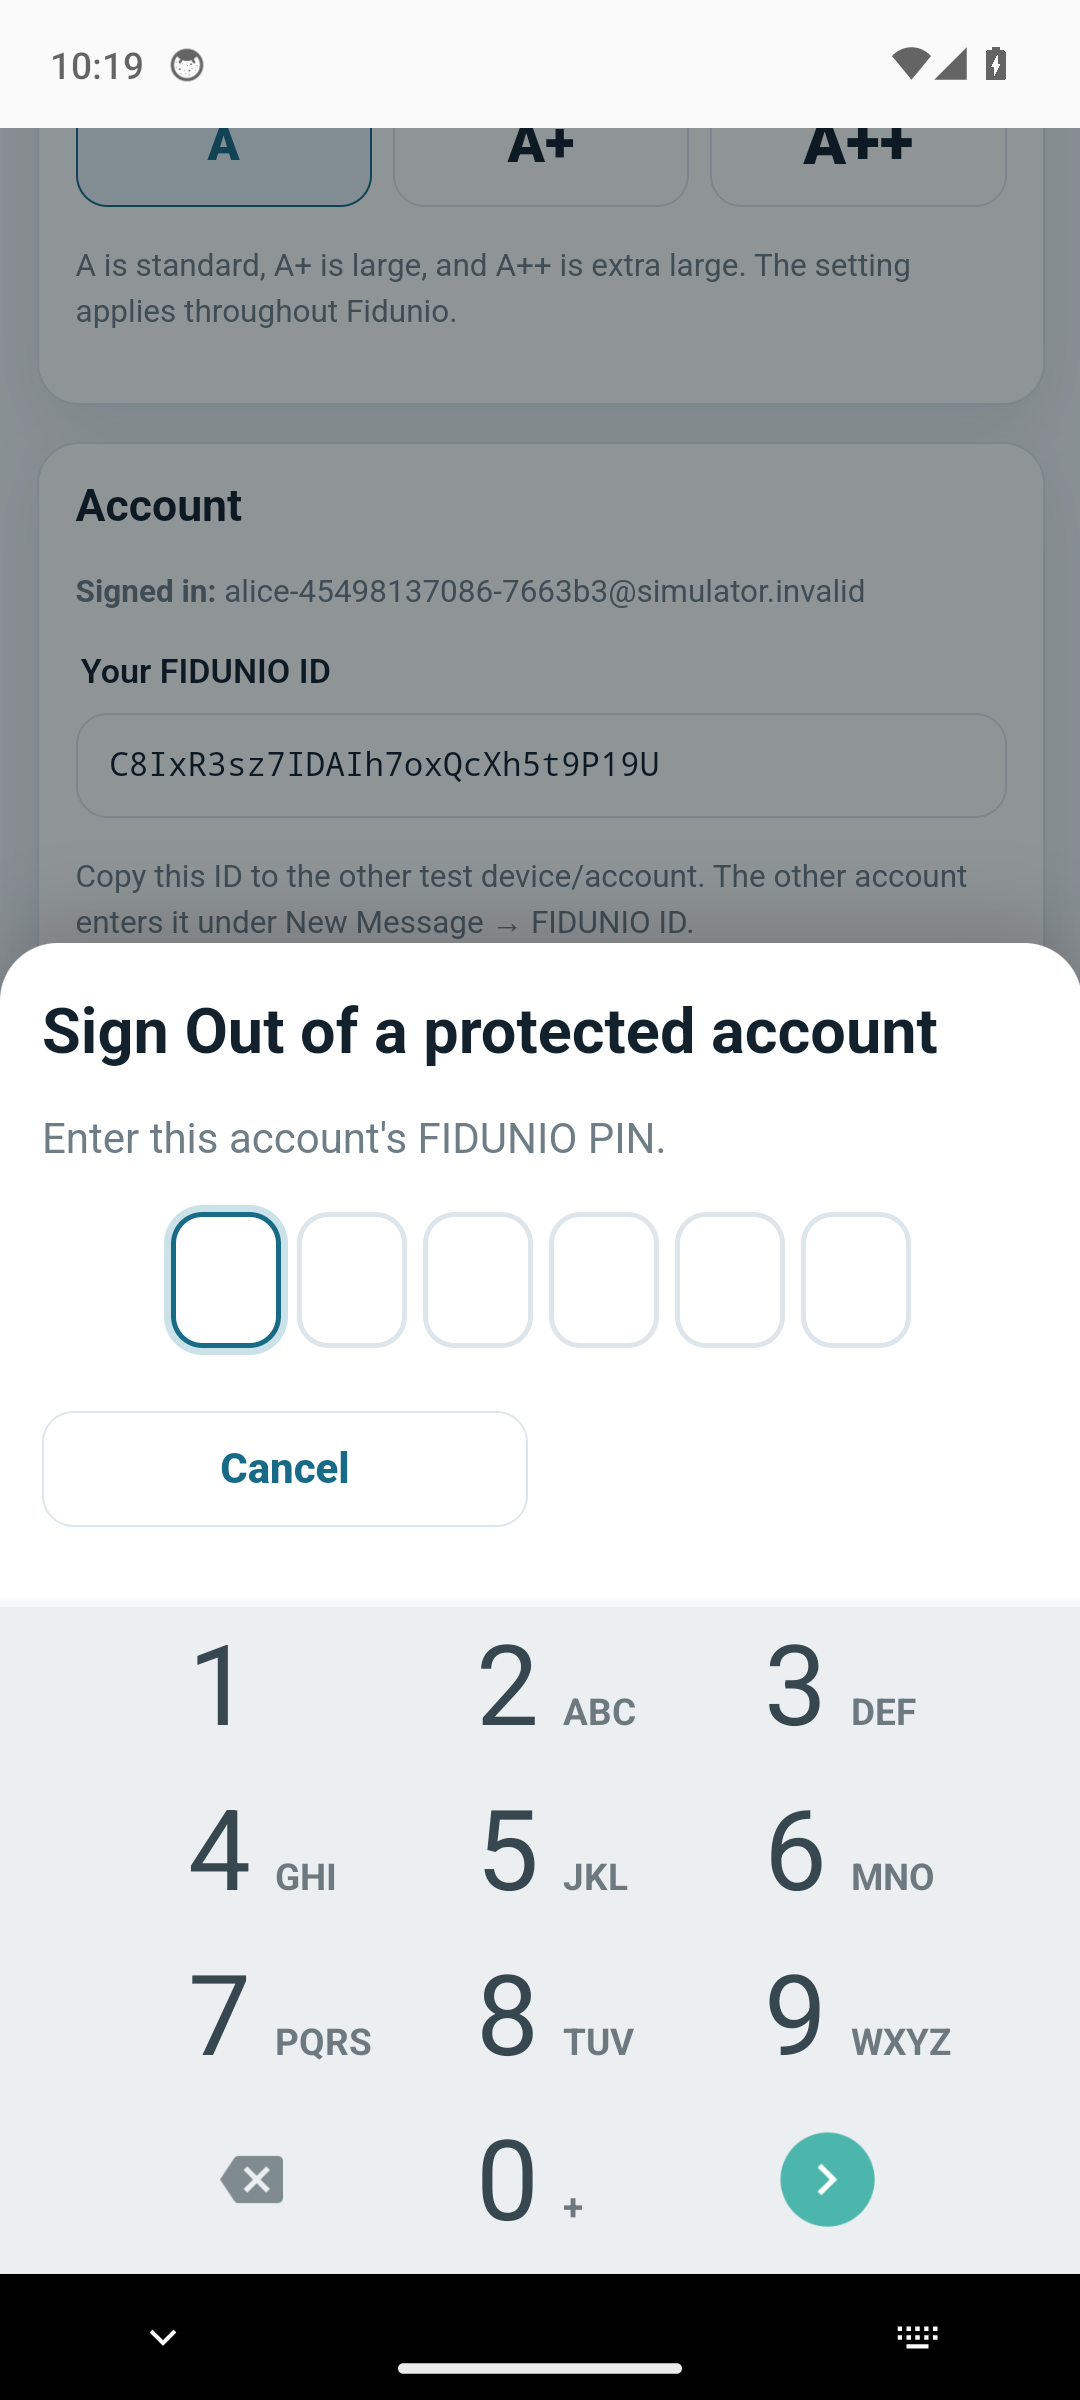 10:19
A A+ A++
A is standard, A+ is large, and A++ is extra large. The setting
applies throughout Fidunio.
Account
Signed in: alice-45498137086-7663b3@simulator.invalid
Your FIDUNIO ID
C8IxR3sz7IDAIh7oxQcXh5t9P19U
Copy this ID to the other test device/account. The other account
enters it under New Message → FIDUNIO ID.
Sign Out of a protected account
Enter this account's FIDUNIO PIN.
Cancel
1 2 ABC 3 DEF
4 GHI 5 JKL 6 MNO
7 PQRS 8 TUV 9 WXYZ
0 +